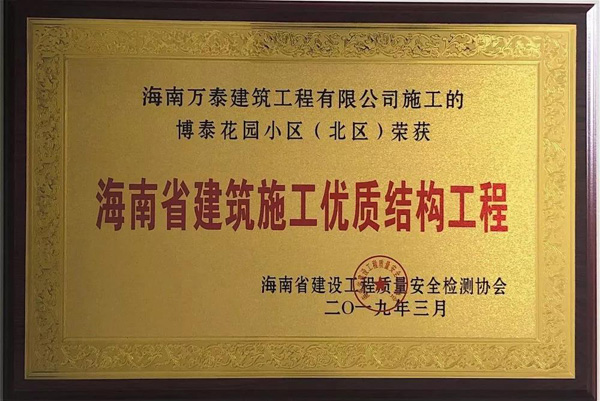 海南万泰建筑工程有限公司施工的
博泰花园小区（北区）荣获
海南省建筑施工优质结构工程
海南省建设工程质量安全检测协会
二〇一九年三月